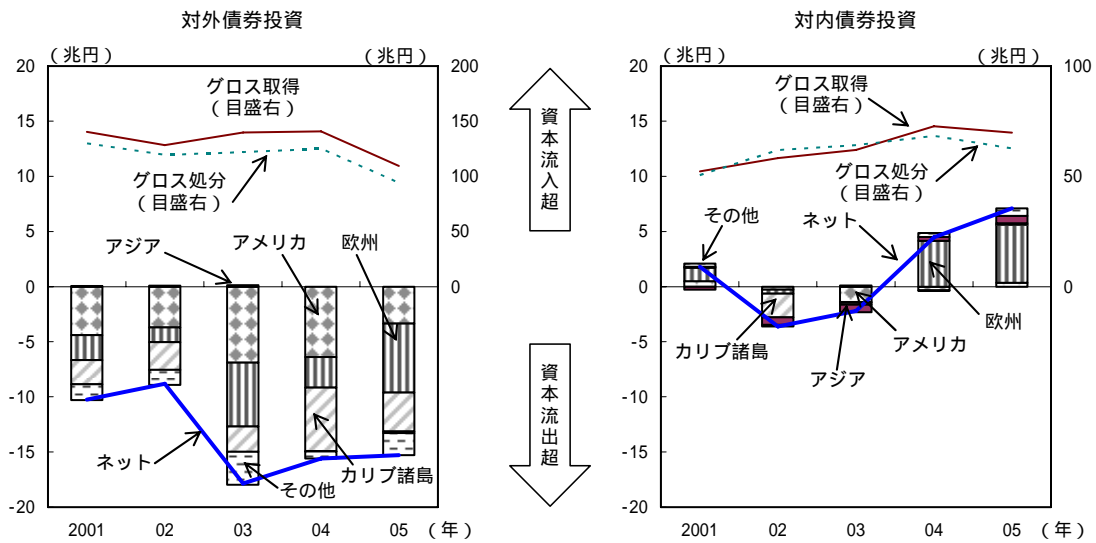 対外債券投資
（兆円）
（兆円）
20
15
10
5
0
-5
-10
-15
-20
200
150
100
50
0
グロス取得
（目盛右）
グロス処分
（目盛右）
アジア
アメリカ
欧州
ネット
その他
カリブ諸島
2001
02
03
04
05
（年）
資本流入超
資本流出超
対内債券投資
（兆円）
（兆円）
20
15
10
5
0
-5
-10
-15
-20
100
50
0
グロス取得
（目盛右）
グロス処分
（目盛右）
その他
ネット
カリブ諸島
アジア
アメリカ
欧州
2001
02
03
04
05
（年）